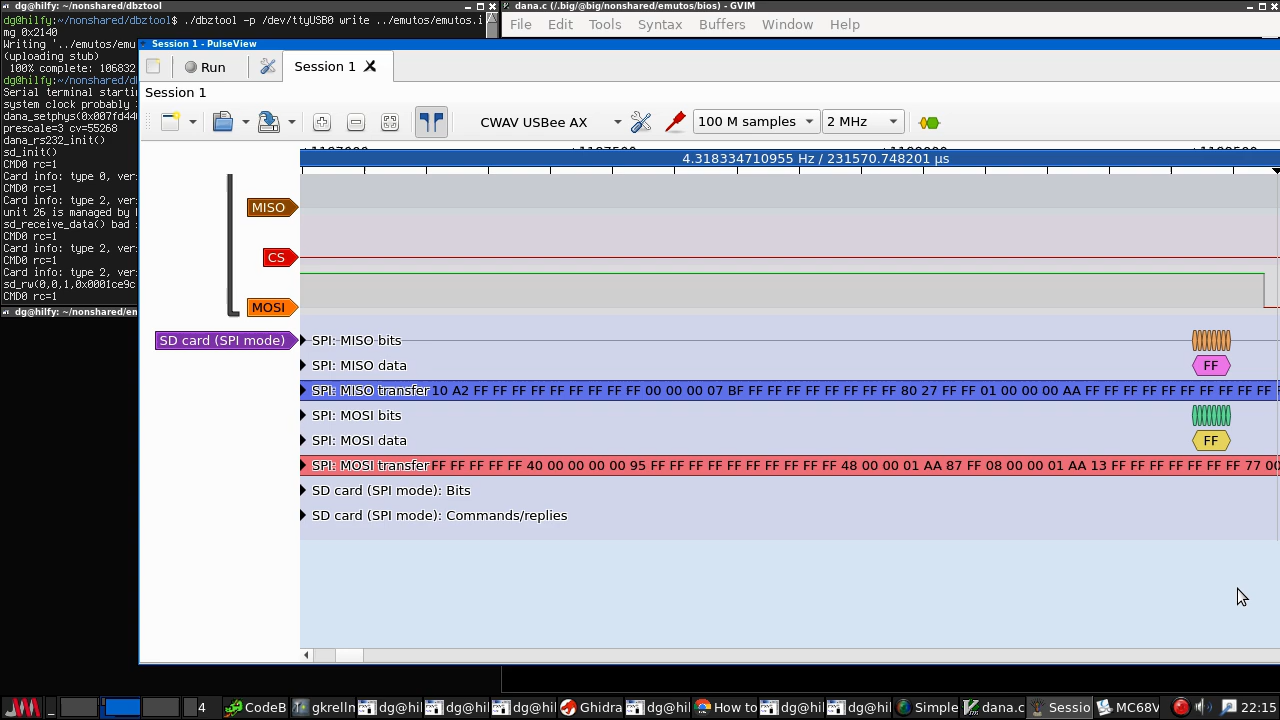 dg@hilfy: ~/nonshared/dbztool
dana.c (/.big/@big/nonshared/emutos/bios) - GVIM
dg@hilfy:~/nonshared/dbztool$ ./dbztool -p /dev/ttyUSB0 write ../emutos/emutos.i
mg 0x2140
File Edit Tools Syntax Buffers Window Help
Writing '../emutos/emu
(uploading stub)
100% complete: 106832
dg@hilfy:~/nonshared/d
Serial terminal starti
system clock probably
dana_setphys(0x007fd44
prescale=3 cv=55268
dana_rs232_init()
sd_init()
CMD0 rc=1
Card info: type 0, ver
CMD0 rc=1
Card info: type 2, ver
unit 26 is managed by
sd_receive_data() bad
CMD0 rc=1
Card info: type 2, ver
CMD0 rc=1
Card info: type 2, ver
sd_rw(0,0,1,0x0001ce9c
CMD0 rc=1
dg@hilfy: ~/nonshared/em
Session 1 - PulseView
Run
Session 1
Session 1
CWAV USBee AX
100 M samples
2 MHz
4.318334710955 Hz / 231570.748201 µs
MISO
CS
MOSI
SD card (SPI mode)
SPI: MISO bits
SPI: MISO data
FF
SPI: MISO transfer 10 A2 FF FF FF FF FF FF FF FF FF 00 00 00 07 BF FF FF FF FF FF FF FF FF 80 27 FF FF 01 00 00 00 AA FF FF FF FF FF FF FF FF FF FF FF
SPI: MOSI bits
SPI: MOSI data
FF
SPI: MOSI transfer FF FF FF FF FF 40 00 00 00 00 95 FF FF FF FF FF FF FF FF FF FF 48 00 00 01 AA 87 FF 08 00 00 01 AA 13 FF FF FF FF FF FF FF 77 00
SD card (SPI mode): Bits
SD card (SPI mode): Commands/replies
4
CodeB
gkrelln
dg@hil
dg@hil
dg@hil
Ghidra
dg@hil
How to
dg@hil
dg@hil
Simple
dana.c
Sessio
MC68V
22:15